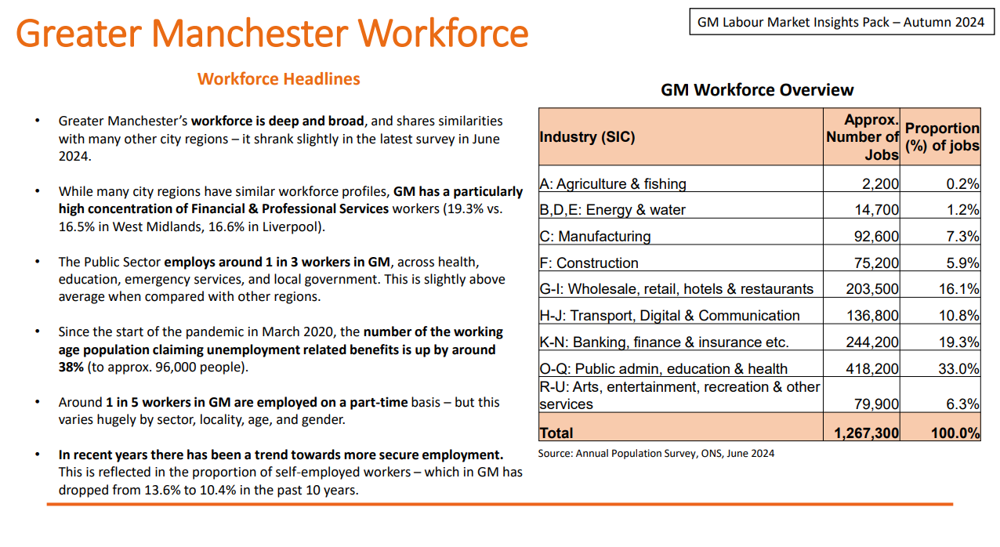 Greater Manchester Workforce
GM Labour Market Insights Pack – Autumn 2024
Workforce Headlines
• Greater Manchester’s workforce is deep and broad, and shares similarities
with many other city regions – it shrank slightly in the latest survey in June
2024.
• While many city regions have similar workforce profiles, GM has a particularly
high concentration of Financial & Professional Services workers (19.3% vs.
16.5% in West Midlands, 16.6% in Liverpool).
• The Public Sector employs around 1 in 3 workers in GM, across health,
education, emergency services, and local government. This is slightly above
average when compared with other regions.
• Since the start of the pandemic in March 2020, the number of the working
age population claiming unemployment related benefits is up by around
38% (to approx. 96,000 people).
• Around 1 in 5 workers in GM are employed on a part-time basis – but this
varies hugely by sector, locality, age, and gender.
• In recent years there has been a trend towards more secure employment.
This is reflected in the proportion of self-employed workers – which in GM has
dropped from 13.6% to 10.4% in the past 10 years.
GM Workforce Overview
Industry (SIC) Approx. Number of Jobs Proportion (%) of jobs
A: Agriculture & fishing 2,200 0.2%
B,D,E: Energy & water 14,700 1.2%
C: Manufacturing 92,600 7.3%
F: Construction 75,200 5.9%
G-I: Wholesale, retail, hotels & restaurants 203,500 16.1%
H-J: Transport, Digital & Communication 136,800 10.8%
K-N: Banking, finance & insurance etc. 244,200 19.3%
O-Q: Public admin, education & health 418,200 33.0%
R-U: Arts, entertainment, recreation & other
services 79,900 6.3%
Total 1,267,300 100.0%
Source: Annual Population Survey, ONS, June 2024